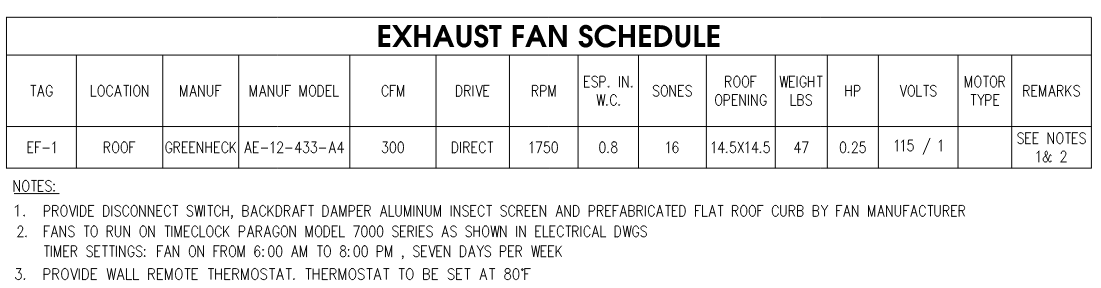 EXHAUST FAN SCHEDULE
TAG LOCATION MANUF MANUF MODEL CFM DRIVE RPM ESP. IN. W.C. SONES ROOF OPENING WEIGHT LBS HP VOLTS MOTOR TYPE REMARKS
EF-1 ROOF GREENHECK AE-12-433-A4 300 DIRECT 1750 0.8 16 14.5X14.5 47 0.25 115 / 1 SEE NOTES 1& 2
NOTES:
1. PROVIDE DISCONNECT SWITCH, BACKDRAFT DAMPER ALUMINUM INSECT SCREEN AND PREFABRICATED FLAT ROOF CURB BY FAN MANUFACTURER
2. FANS TO RUN ON TIMECLOCK PARAGON MODEL 7000 SERIES AS SHOWN IN ELECTRICAL DWGS
TIMER SETTINGS: FAN ON FROM 6:00 AM TO 8:00 PM , SEVEN DAYS PER WEEK
3. PROVIDE WALL REMOTE THERMOSTAT. THERMOSTAT TO BE SET AT 80°F